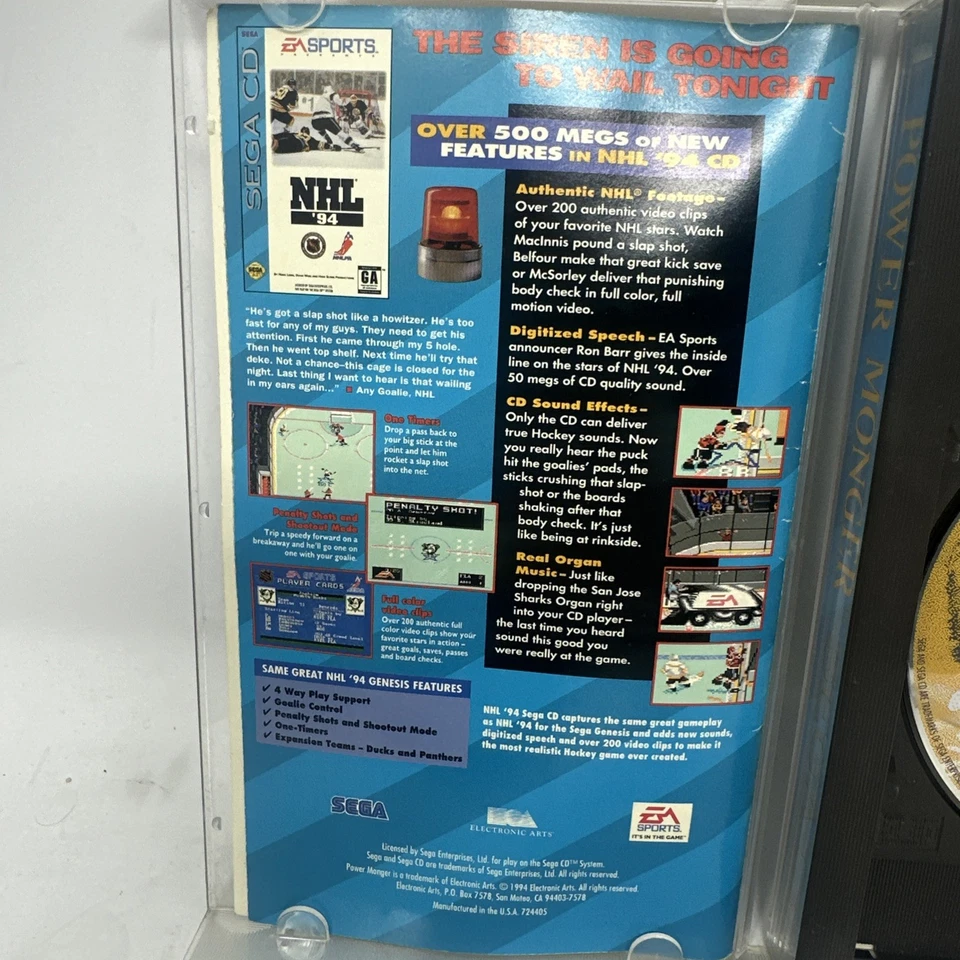 SEGA
SEGA CD
EA SPORTS
PRESENTS
NHL
'94
NHLPA
GA
THE SIREN IS GOING
TO WAIL TONIGHT
OVER 500 MEGS OF NEW
FEATURES IN NHL '94 CD
Authentic NHL® Footage–
Over 200 authentic video clips
of your favorite NHL stars. Watch
MacInnis pound a slap shot,
Belfour make that great kick save
or McSorley deliver that punishing
body check in full color, full
motion video.
Digitized Speech – EA Sports
announcer Ron Barr gives the inside
line on the stars of NHL '94. Over
50 megs of CD quality sound.
CD Sound Effects –
Only the CD can deliver
true Hockey sounds. Now
you really hear the puck
hit the goalies' pads, the
sticks crushing that slap-
shot or the boards
shaking after that
body check. It's just
like being at rinkside.
Real Organ
Music – Just like
dropping the San Jose
Sharks Organ right
into your CD player –
the last time you heard
sound this good you
were really at the game.
"He's got a slap shot like a howitzer. He's too
fast for any of my guys. They need to get his
attention. First he came through my 5 hole.
Then he went top shelf. Next time he'll try that
deke. Not a chance–this cage is closed for the
night. Last thing I want to hear is that wailing
in my ears again..." ■ Any Goalie, NHL
One Timers
Drop a pass back to
your big stick at the
point and let him
rocket a slap shot
into the net.
Penalty Shots and
Shootout Mode
Trip a speedy forward on a
breakaway and he'll go one on
one with your goalie.
PENALTY SHOT!
EA SPORTS
PLAYER CARDS
Full color
video clips
Over 200 authentic full
color video clips show your
favorite stars in action –
great goals, saves, passes
and board checks.
SAME GREAT NHL '94 GENESIS FEATURES
✓ 4 Way Play Support
✓ Goalie Control
✓ Penalty Shots and Shootout Mode
✓ One-Timers
✓ Expansion Teams – Ducks and Panthers
EA
NHL '94 Sega CD captures the same great gameplay
as NHL '94 for the Sega Genesis and adds new sounds,
digitized speech and over 200 video clips to make it
the most realistic Hockey game ever created.
SEGA
ELECTRONIC ARTS®
EA
SPORTS
IT'S IN THE GAME™
Licensed by Sega Enterprises, Ltd. for play on the Sega CD™ System.
Sega and Sega CD are trademarks of Sega Enterprises, Ltd. All rights reserved.
Power Manger is a trademark of Electronic Arts. © 1994 Electronic Arts. All rights reserved.
Electronic Arts, P.O. Box 7578, San Mateo, CA 94403-7578
Manufactured in the U.S.A. 724405
POWER MONGER
SEGA AND SEGA CD ARE TRADEMARKS OF SEGA